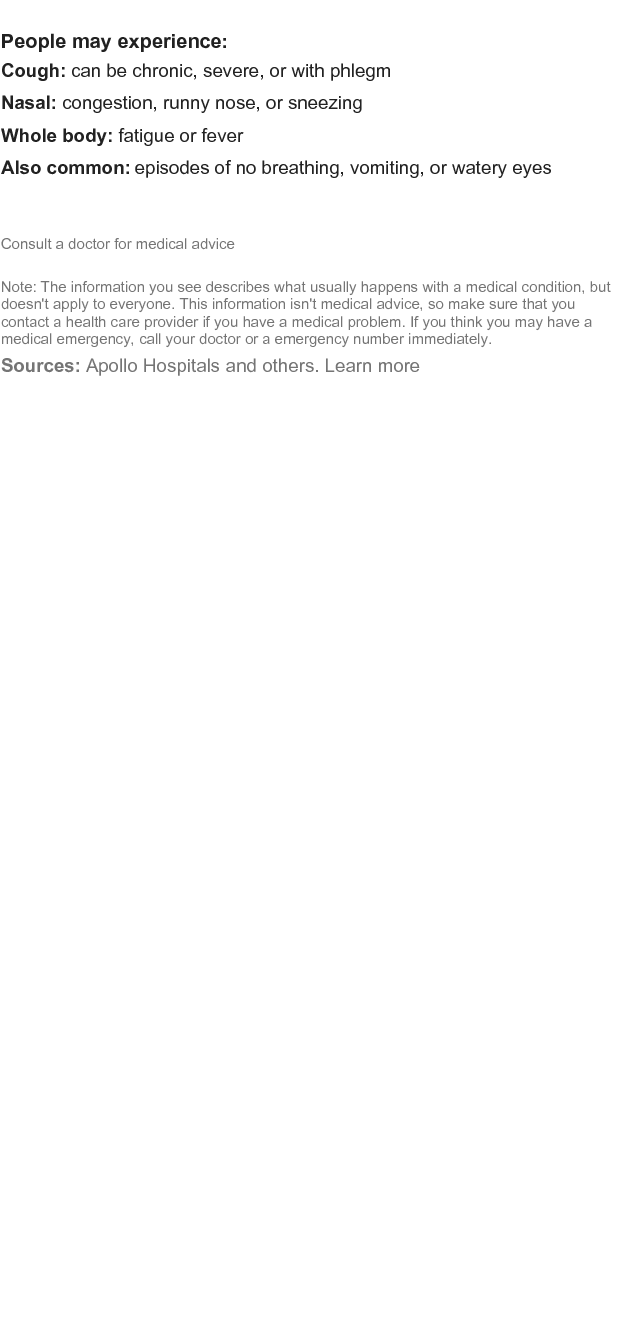 People may experience:
Cough: can be chronic, severe, or with phlegm
Nasal: congestion, runny nose, or sneezing
Whole body: fatigue or fever
Also common: episodes of no breathing, vomiting, or watery eyes
Consult a doctor for medical advice
Note: The information you see describes what usually happens with a medical condition, but
doesn't apply to everyone. This information isn't medical advice, so make sure that you
contact a health care provider if you have a medical problem. If you think you may have a
medical emergency, call your doctor or a emergency number immediately.
Sources: Apollo Hospitals and others. Learn more